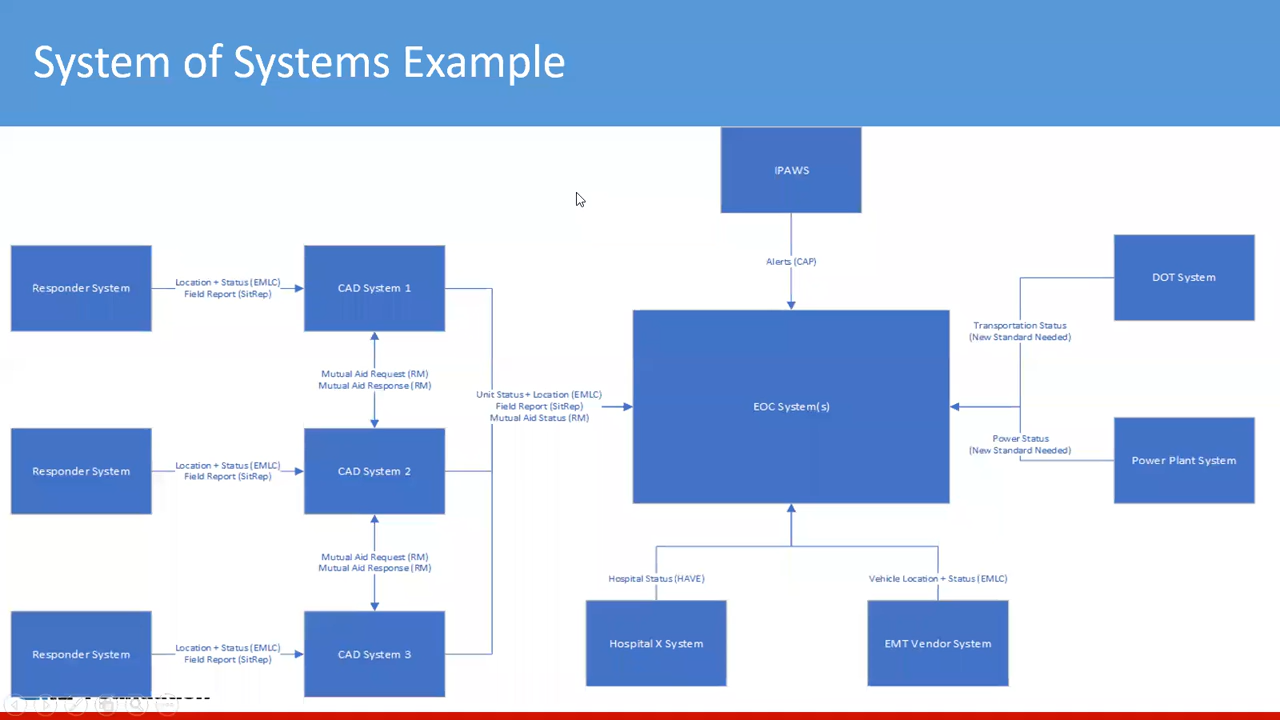 System of Systems Example
IPAWS
Alerts (CAP)
Responder System
Location + Status (EMLC)
Field Report (SitRep)
CAD System 1
DOT System
Transportation Status
(New Standard Needed)
Mutual Aid Request (RM)
Mutual Aid Response (RM)
Unit Status + Location (EMLC)
Field Report (SitRep)
Mutual Aid Status (RM)
EOC System(s)
Power Status
(New Standard Needed)
Power Plant System
Responder System
Location + Status (EMLC)
Field Report (SitRep)
CAD System 2
Mutual Aid Request (RM)
Mutual Aid Response (RM)
Hospital Status (HAVE)
Vehicle Location + Status (EMLC)
Responder System
Location + Status (EMLC)
Field Report (SitRep)
CAD System 3
Hospital X System
EMT Vendor System